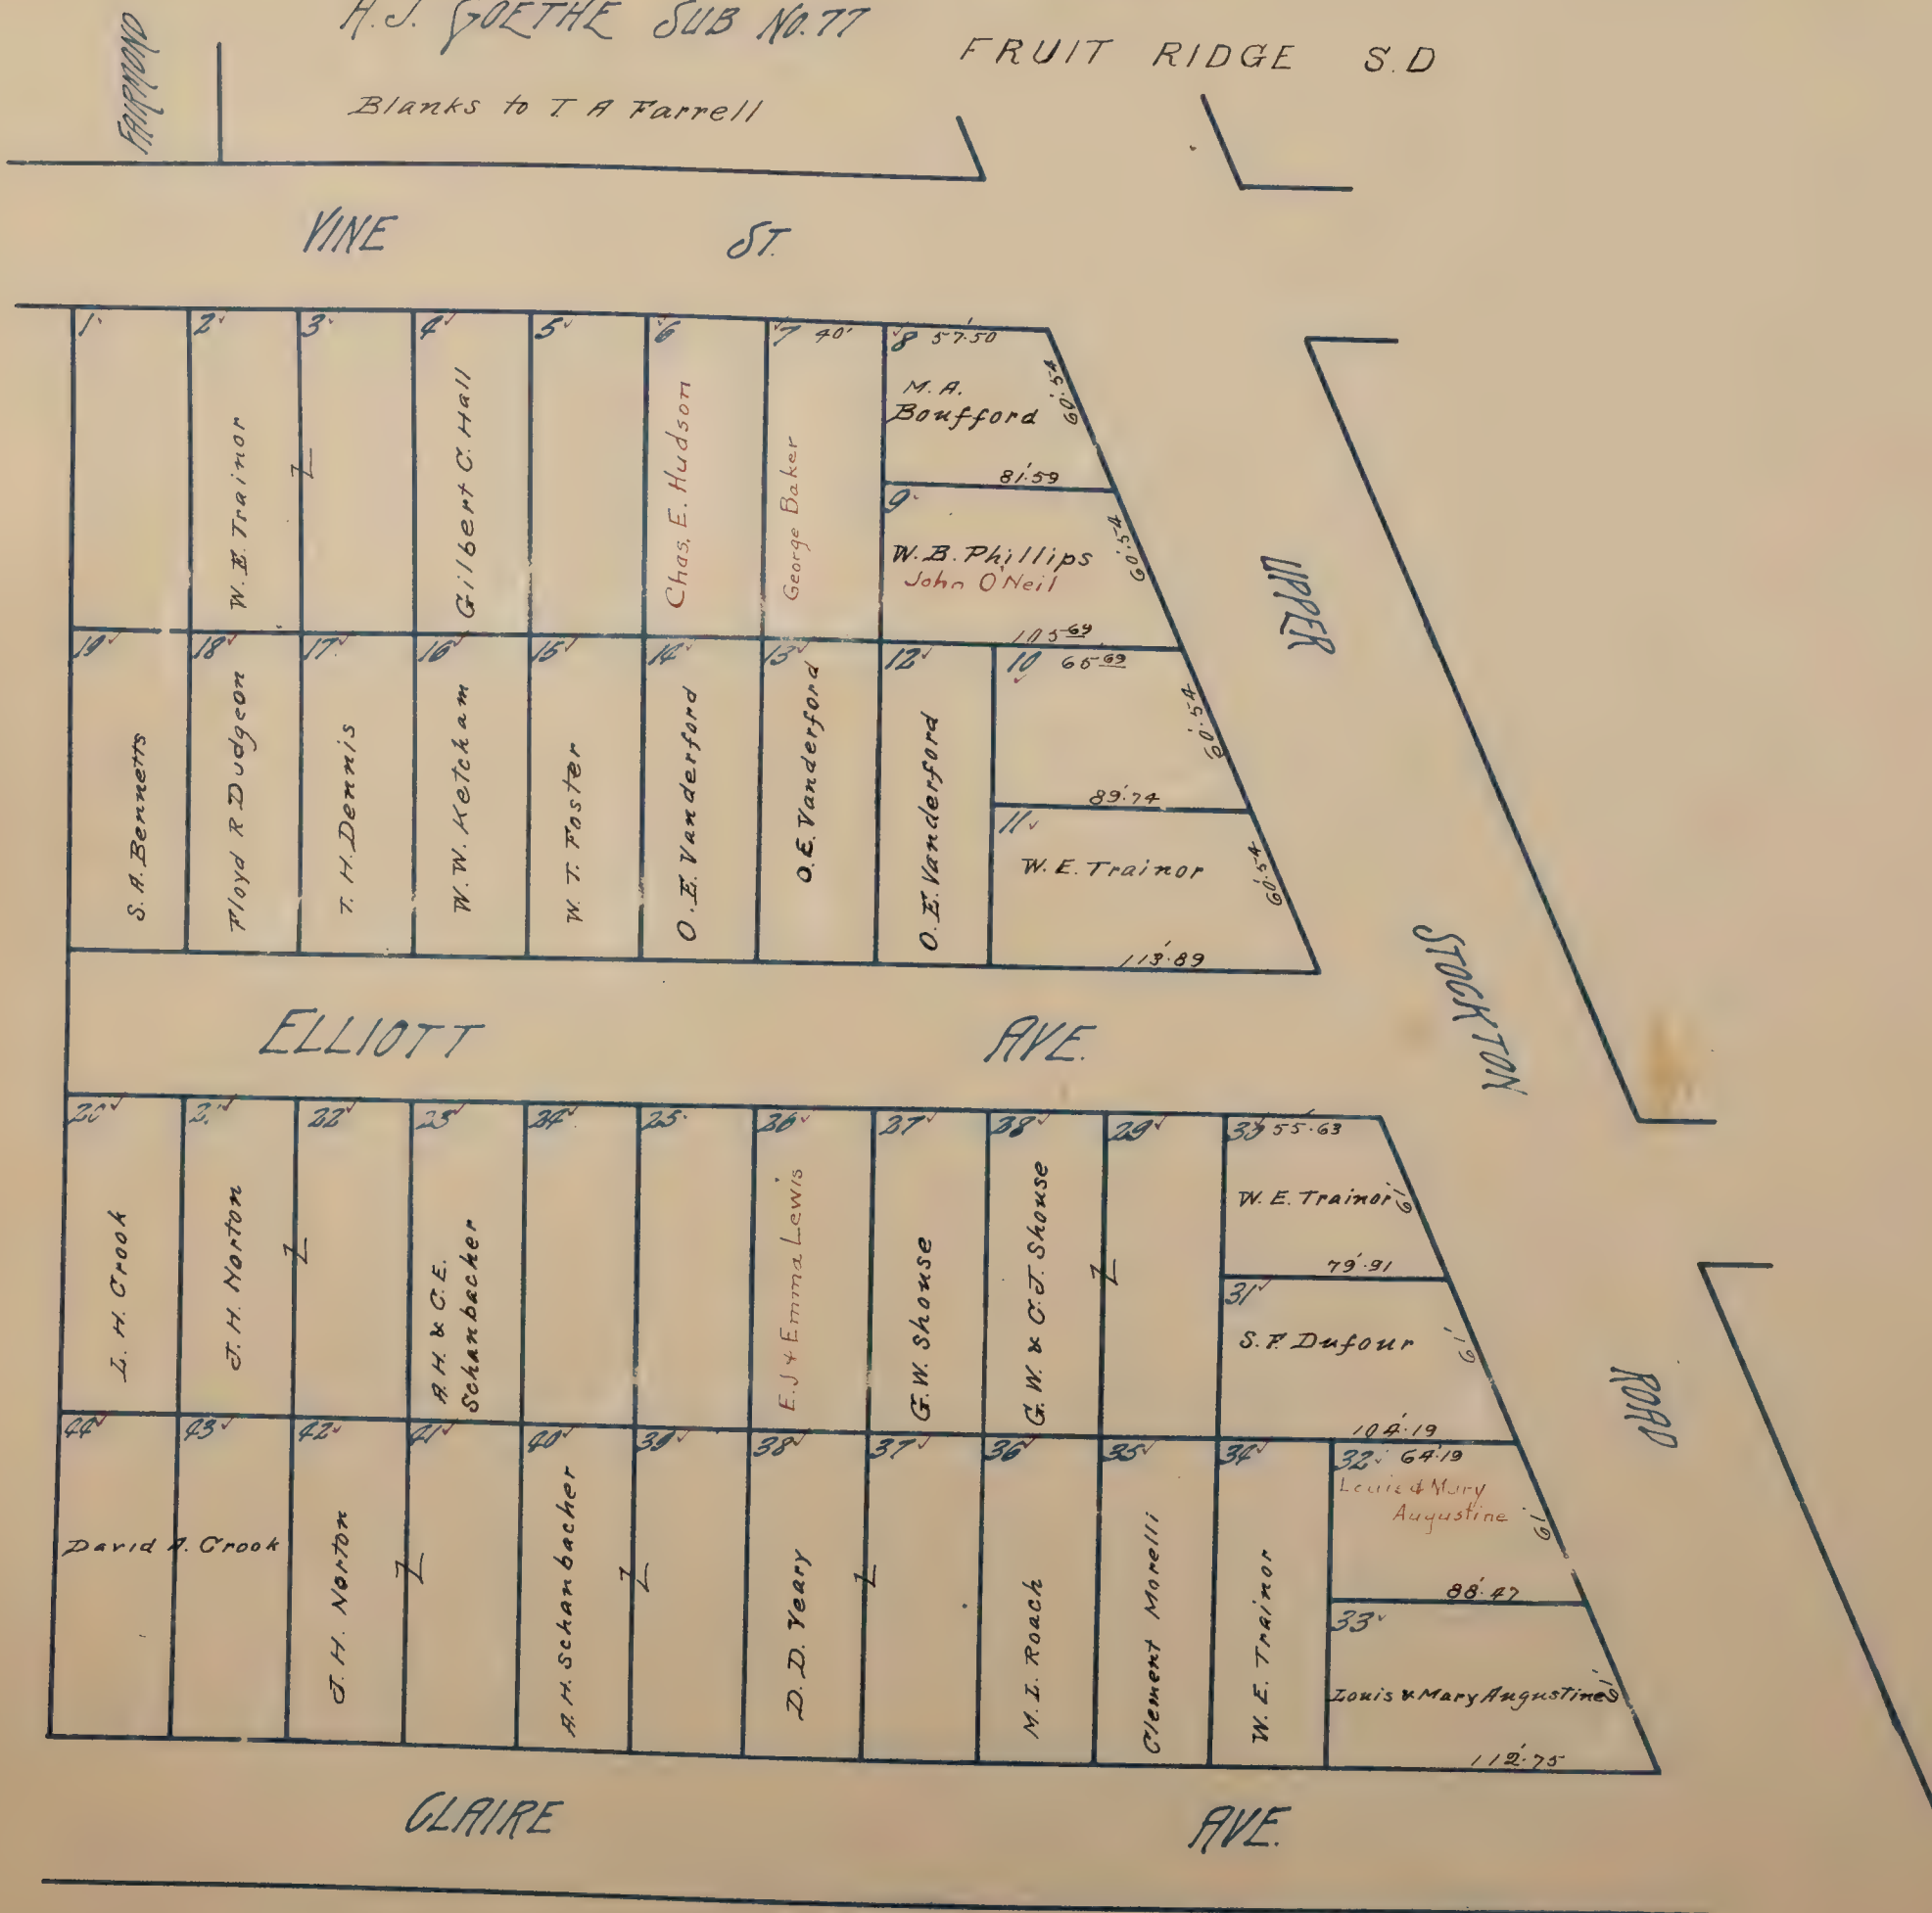 H.J. GOETHE SUB NO. 77
FRUIT RIDGE S.D
Blanks to T A Farrell
FAIRMOND
VINE ST.
1
2
W. E. Trainor
3
4
Gilbert C. Hall
5
6
Chas. E. Hudson
7 40'
George Baker
8 57.50
M. A.
Boufford
60'.54
81'.59
9
W. B. Phillips
John O'Neil
60'.54
105 69
19
S. A. Bennetts
18
Floyd R Dudgeon
17
T. H. Dennis
16
W. W. Ketcham
15
W. T. Foster
14
O. E. Vanderford
13
O. E. Vanderford
12
O. E. Vanderford
10 65 69
60'.54
89'.74
11
W. E. Trainor
60'.54
113'.89
UPPER
STOCKTON
ROAD
ELLIOTT AVE.
20
L. H. Crook
21
J. H. Norton
22
23
A. H. & C. E.
Schanbacher
24
25
26
E. J + Emma Lewis
27
G. W. Shouse
28
G. W. & C. J. Shouse
29
30 55.63
W. E. Trainor
61'
79'.91
31
S. F. Dufour
61'
104'.19
44
43
David A. Crook
42
J. H. Norton
41
40
A. H. Schanbacher
39
38
D. D. Veary
37
36
M. I. Roach
35
Clement Morelli
34
W. E. Trainor
32 64.19
Louis & Mary
Augustine
61'
88'.47
33
Louis & Mary Augustine
61'
112'.75
CLAIRE AVE.